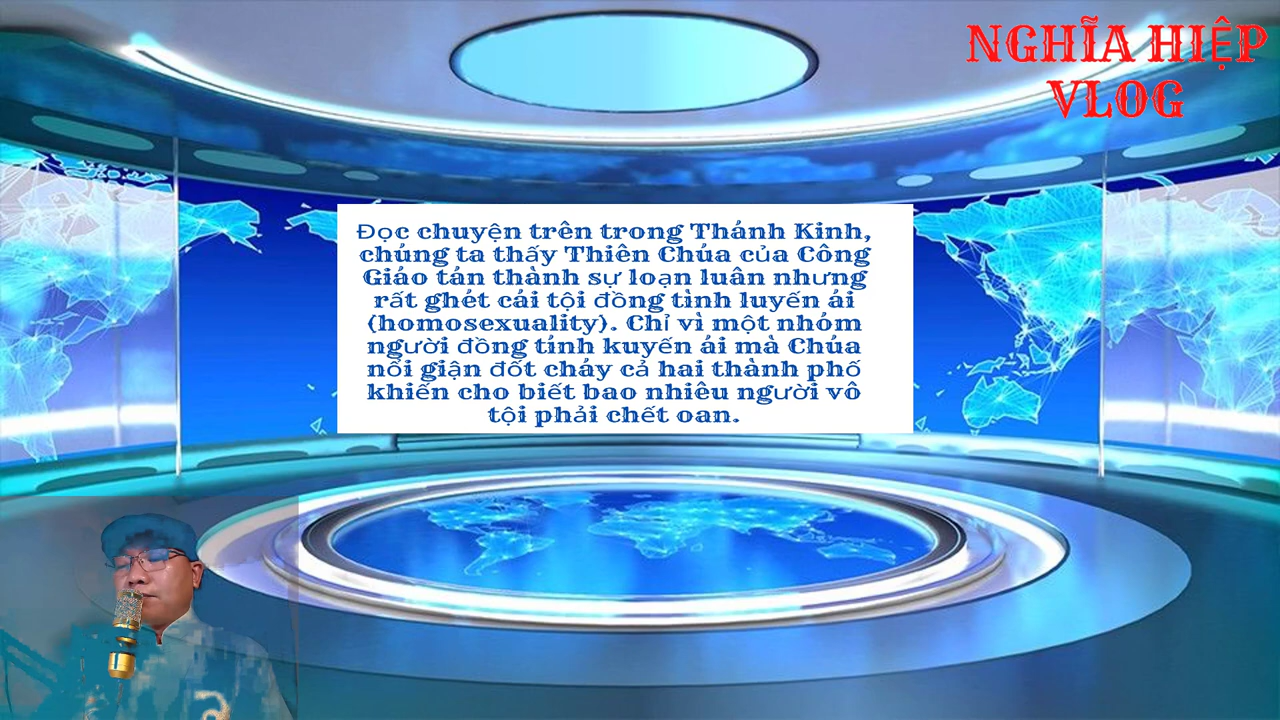 NGHĨA HIỆP
VLOG
Đọc chuyện trên trong Thánh Kinh,
chúng ta thấy Thiên Chúa của Công
Giáo tán thành sự loạn luân nhưng
rất ghét cái tội đồng tình luyến ái
(homosexuality). Chỉ vì một nhóm
người đồng tính kuyến ái mà Chúa
nổi giận đốt cháy cả hai thành phố
khiến cho biết bao nhiêu người vô
tội phải chết oan.